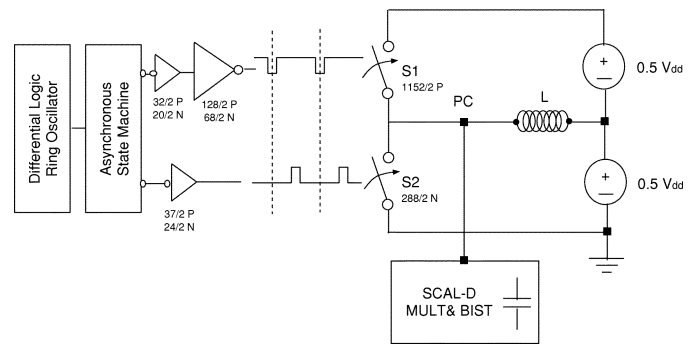 Differential Logic
Ring Oscillator
Asynchronous
State Machine
32/2 P
20/2 N
128/2 P
68/2 N
37/2 P
24/2 N
S1
1152/2 P
S2
288/2 N
PC
L
+
–
0.5 Vdd
+
–
0.5 Vdd
SCAL-D
MULT& BIST